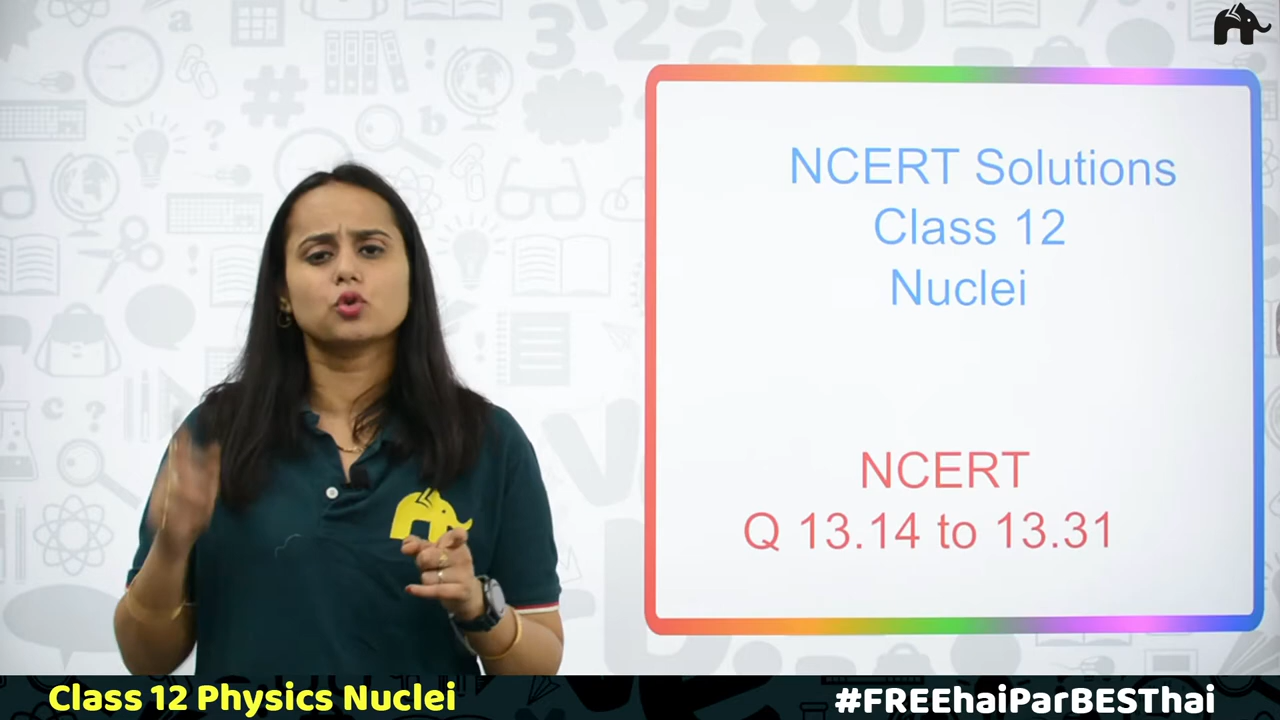 NCERT Solutions
Class 12
Nuclei
NCERT
Q 13.14 to 13.31
Class 12 Physics Nuclei
#FREEhaiParBESThai